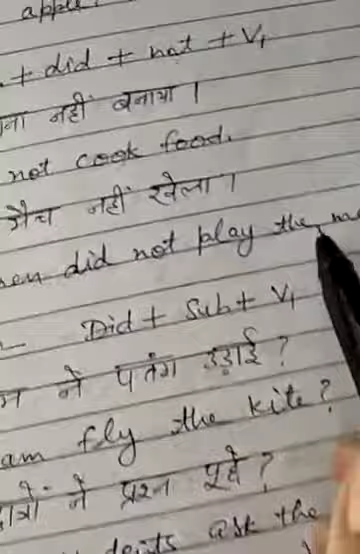 apple
+ did + not + V₁
नहीं बनाया ।
not cook food.
मैच नहीं खेला ।
did not play the
Did + Sub + V₁
ने पतंग उड़ाई ?
fly the kite ?
ने प्रश्न पूछे ?
ask the